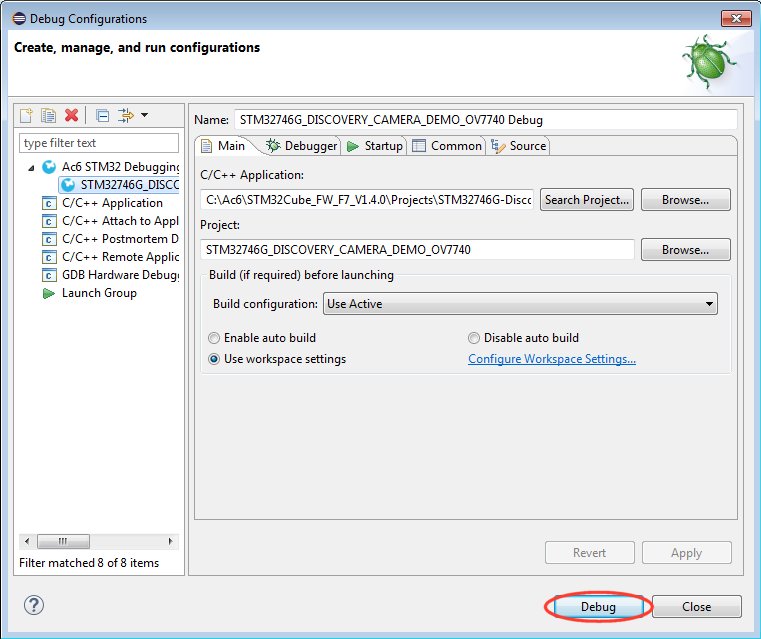 Debug Configurations
Create, manage, and run configurations
Name: STM32746G_DISCOVERY_CAMERA_DEMO_OV7740 Debug
type filter text
Ac6 STM32 Debugging
STM32746G_DISCO
C/C++ Application
C/C++ Attach to Appl
C/C++ Postmortem D
C/C++ Remote Applic
GDB Hardware Debug
Launch Group
Filter matched 8 of 8 items
Main Debugger Startup Common Source
C/C++ Application:
C:\Ac6\STM32Cube_FW_F7_V1.4.0\Projects\STM32746G-Disco Search Project... Browse...
Project:
STM32746G_DISCOVERY_CAMERA_DEMO_OV7740 Browse...
Build (if required) before launching
Build configuration: Use Active
Enable auto build Disable auto build
Use workspace settings Configure Workspace Settings...
Revert Apply
? Debug Close